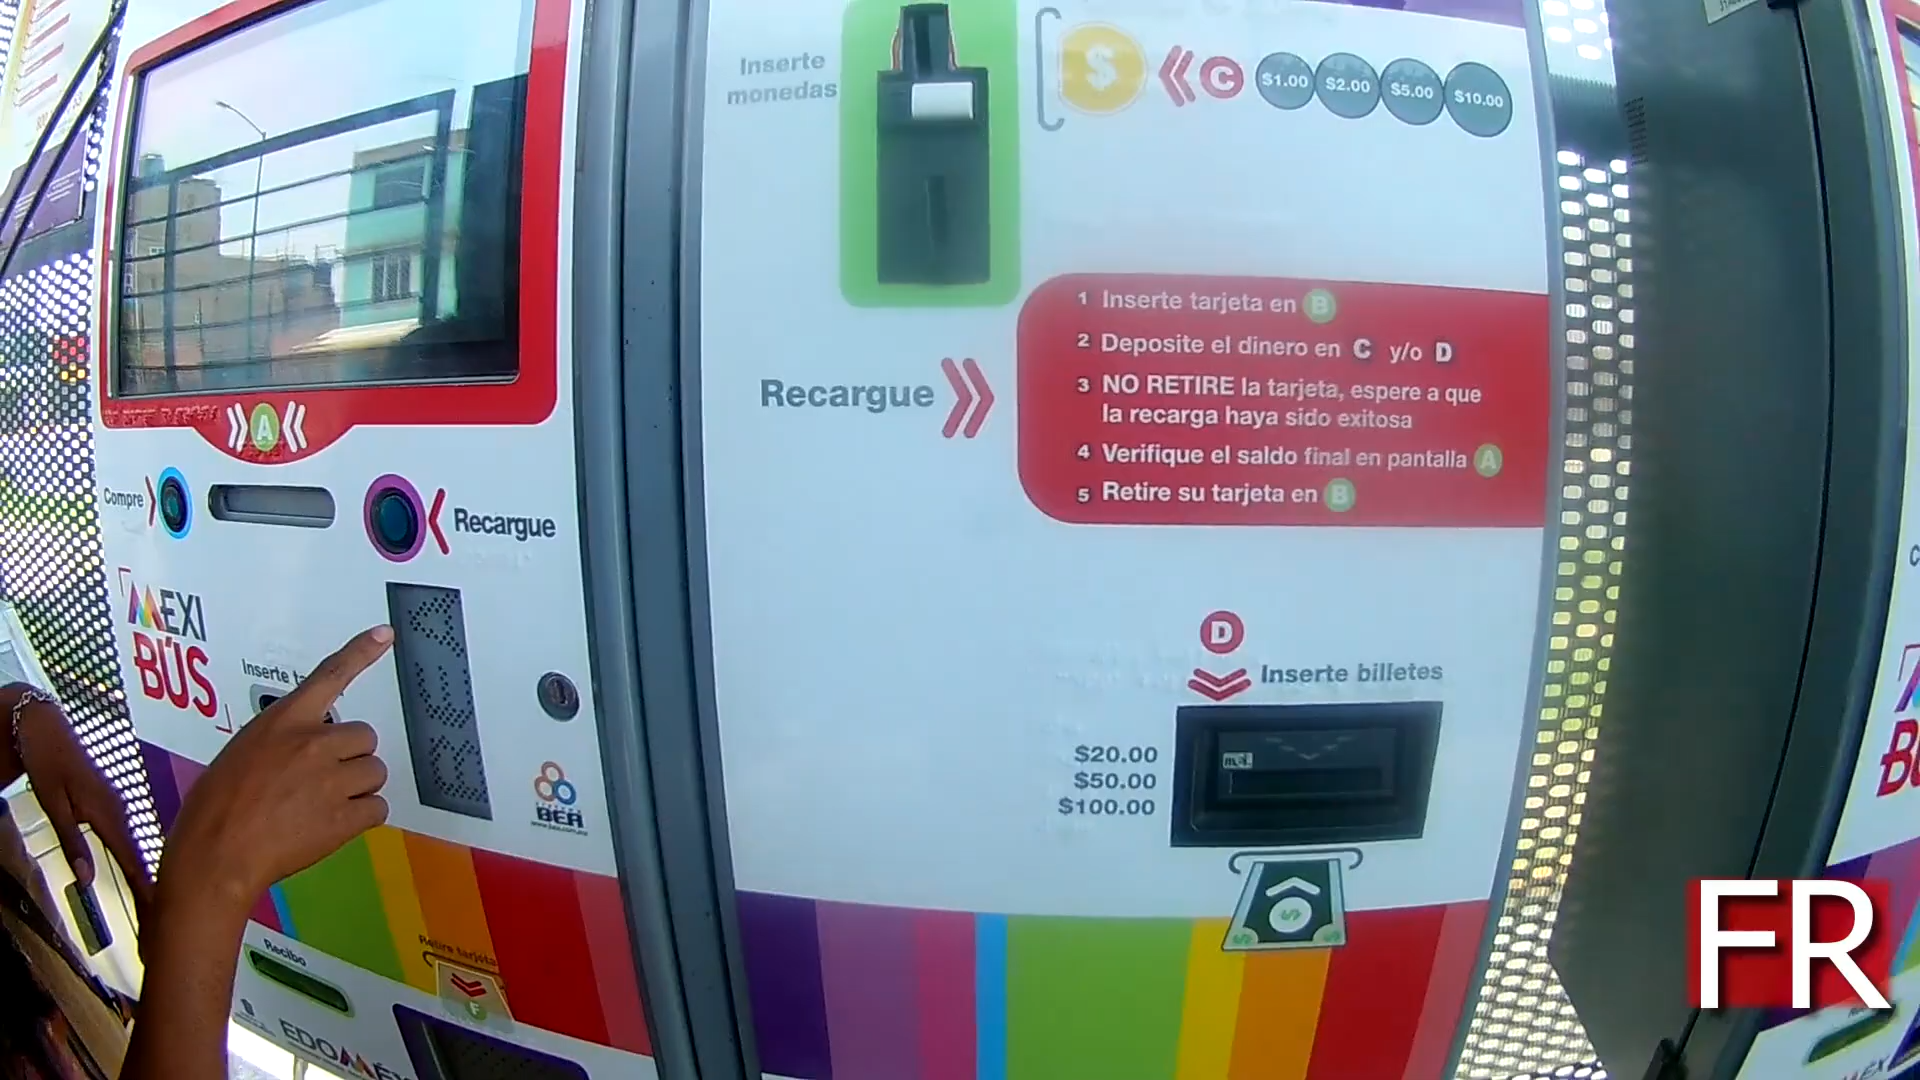 Inserte
monedas
$
C
$1.00
$2.00
$5.00
$10.00
A
Compre
Recargue
MEXI
BÚS
Inserte
Recargue
1 Inserte tarjeta en B
2 Deposite el dinero en C y/o D
3 NO RETIRE la tarjeta, espere a que
la recarga haya sido exitosa
4 Verifique el saldo final en pantalla A
5 Retire su tarjeta en B
D
Inserte billetes
$20.00
$50.00
$100.00
BEA
Recibo
Retire tarjeta
F
EDOMÉX
FR